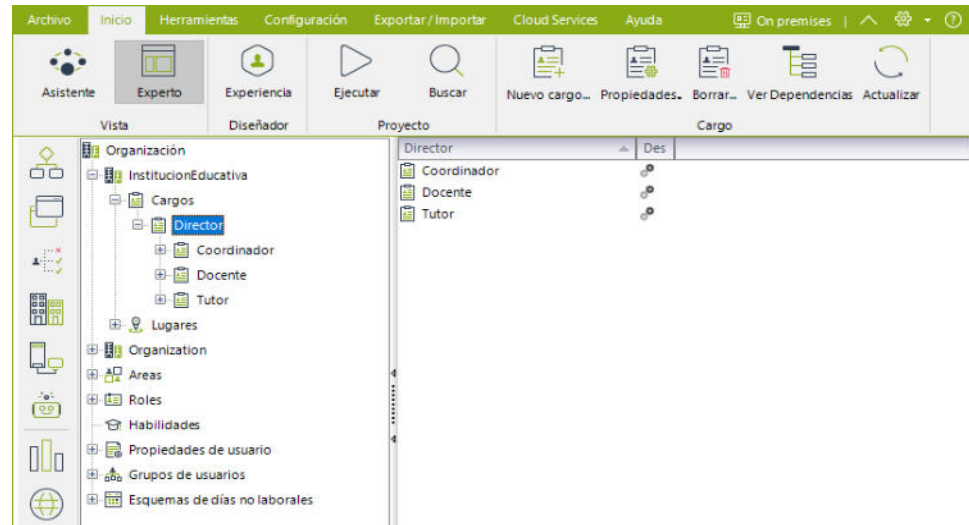 Archivo Inicio Herramientas Configuración Exportar / Importar Cloud Services Ayuda On premises
Asistente Experto Experiencia Ejecutar Buscar Nuevo cargo... Propiedades. Borrar... Ver Dependencias Actualizar
Vista Diseñador Proyecto Cargo
Organización
InstitucionEducativa
Cargos
Director
Coordinador
Docente
Tutor
Lugares
Organization
Areas
Roles
Habilidades
Propiedades de usuario
Grupos de usuarios
Esquemas de días no laborales
Director Des
Coordinador
Docente
Tutor